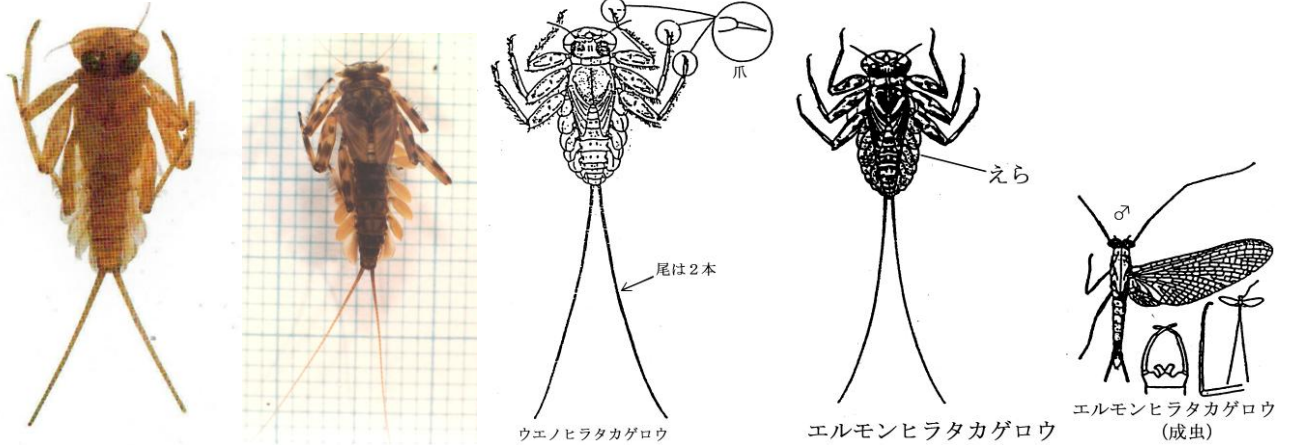 爪
尾は２本
ウエノヒラタカゲロウ
えら
エルモンヒラタカゲロウ
♂
エルモンヒラタカゲロウ
(成虫)